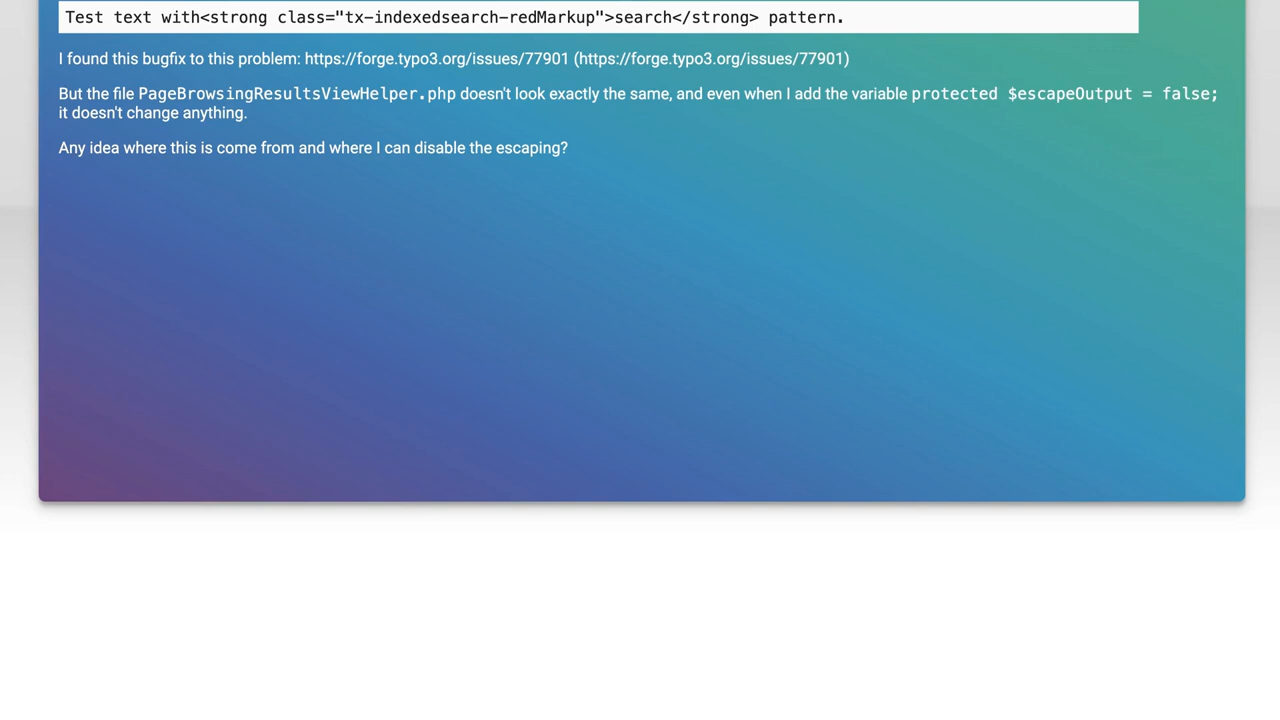 Test text with<strong class="tx-indexedsearch-redMarkup">search</strong> pattern.
I found this bugfix to this problem: https://forge.typo3.org/issues/77901 (https://forge.typo3.org/issues/77901)
But the file PageBrowsingResultsViewHelper.php doesn't look exactly the same, and even when I add the variable protected $escapeOutput = false;
it doesn't change anything.
Any idea where this is come from and where I can disable the escaping?